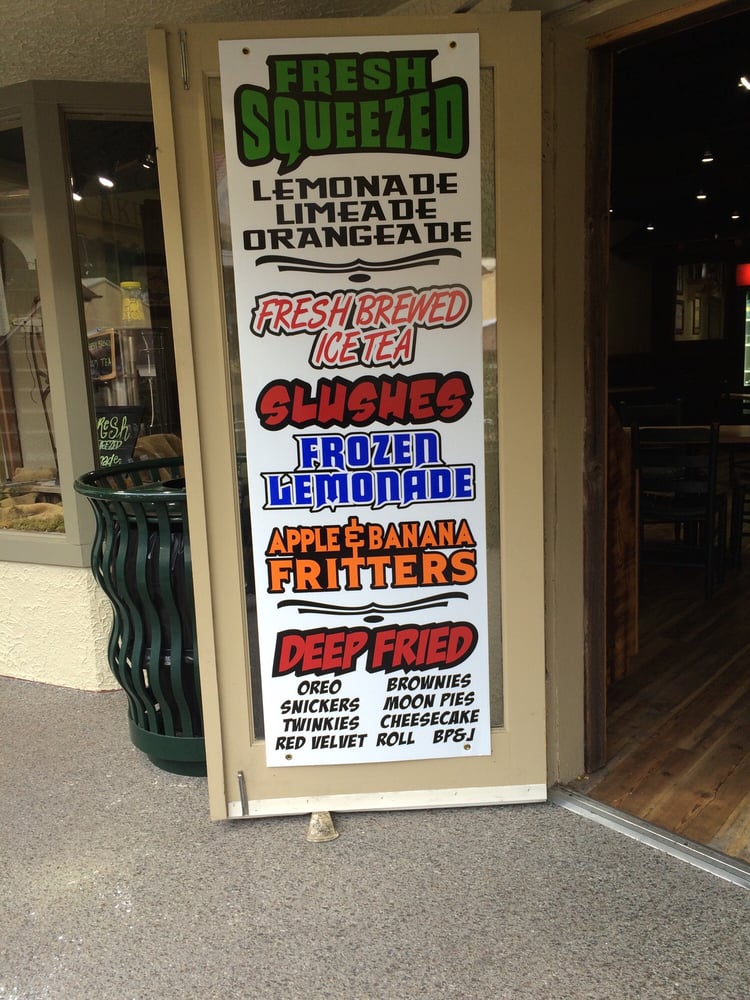 FRESH
SQUEEZED
LEMONADE
LIMEADE
ORANGEADE
FRESH BREWED
ICE TEA
SLUSHES
FROZEN
LEMONADE
APPLE & BANANA
FRITTERS
DEEP FRIED
OREO BROWNIES
SNICKERS MOON PIES
TWINKIES CHEESECAKE
RED VELVET ROLL BP&J
TEA